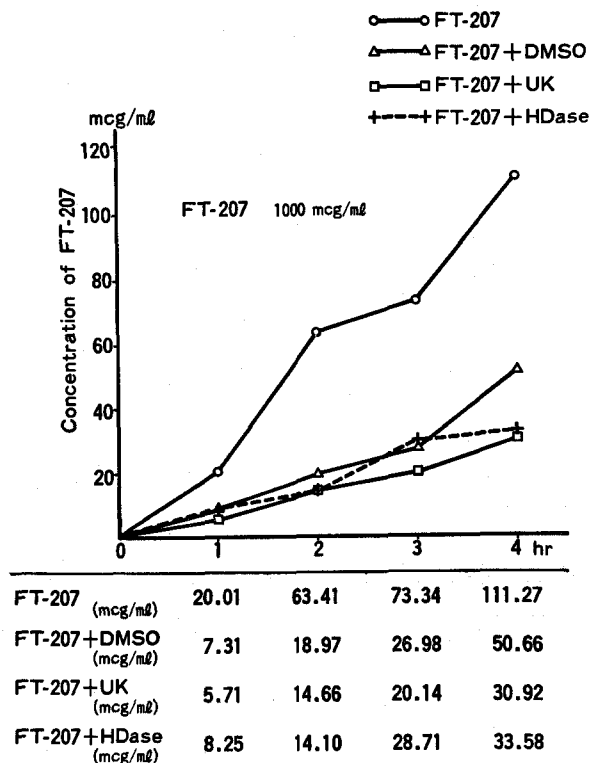 FT-207
FT-207+DMSO
FT-207+UK
FT-207+HDase
mcg/mℓ
120
100
80
60
40
20
0
Concentration of FT-207
FT-207 1000 mcg/mℓ
1 2 3 4 hr
FT-207 (mcg/mℓ) 20.01 63.41 73.34 111.27
FT-207+DMSO (mcg/mℓ) 7.31 18.97 26.98 50.66
FT-207+UK (mcg/mℓ) 5.71 14.66 20.14 30.92
FT-207+HDase (mcg/mℓ) 8.25 14.10 28.71 33.58